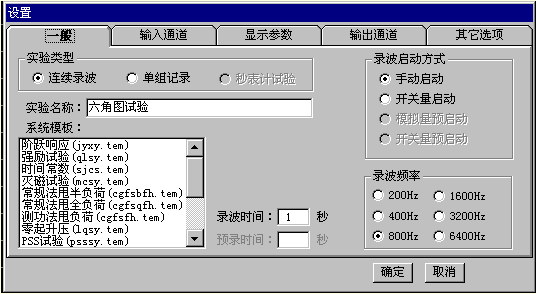 设置
一般 输入通道 显示参数 输出通道 其它选项
实验类型
连续录波 单组记录 秒表计试验
实验名称：六角图试验
系统模板：
阶跃响应(jyxy.tem)
强励试验(qlsy.tem)
时间常数(sjcs.tem)
灭磁试验(mcsy.tem)
常规法甩半负荷(cgfsbfh.tem)
常规法甩全负荷(cgfsqfh.tem)
测功法甩负荷(cgfsfh.tem)
零起升压(lqsy.tem)
PSS试验(psssy.tem)
录波时间：1 秒
预录时间： 秒
录波启动方式
手动启动
开关量启动
模拟量预启动
开关量预启动
录波频率
200Hz 1600Hz
400Hz 3200Hz
800Hz 6400Hz
确定 取消